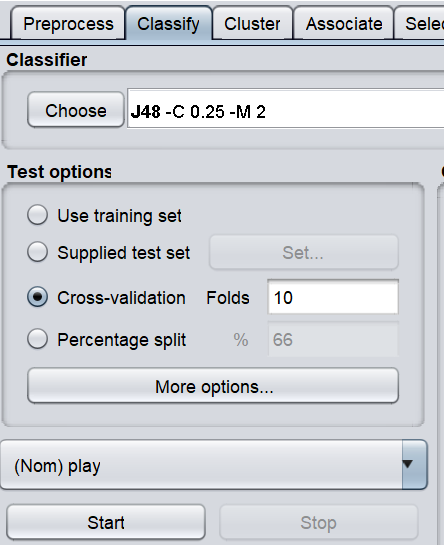 Preprocess Classify Cluster Associate
Classifier
Choose J48 -C 0.25 -M 2
Test options
Use training set
Supplied test set Set...
Cross-validation Folds 10
Percentage split % 66
More options...
(Nom) play
Start Stop